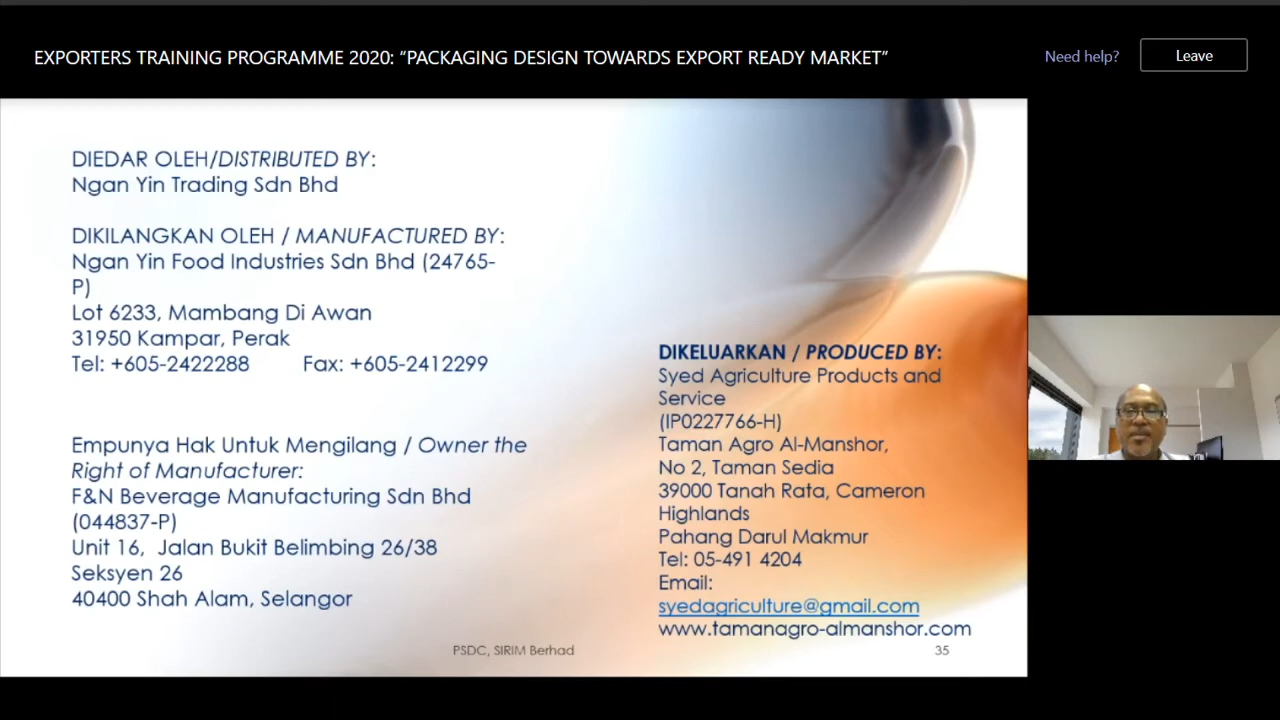 EXPORTERS TRAINING PROGRAMME 2020: “PACKAGING DESIGN TOWARDS EXPORT READY MARKET”
Need help?
Leave
DIEDAR OLEH/DISTRIBUTED BY:
Ngan Yin Trading Sdn Bhd
DIKILANGKAN OLEH / MANUFACTURED BY:
Ngan Yin Food Industries Sdn Bhd (24765-
P)
Lot 6233, Mambang Di Awan
31950 Kampar, Perak
Tel: +605-2422288 Fax: +605-2412299
Empunya Hak Untuk Mengilang / Owner the
Right of Manufacturer:
F&N Beverage Manufacturing Sdn Bhd
(044837-P)
Unit 16, Jalan Bukit Belimbing 26/38
Seksyen 26
40400 Shah Alam, Selangor
DIKELUARKAN / PRODUCED BY:
Syed Agriculture Products and
Service
(IP0227766-H)
Taman Agro Al-Manshor,
No 2, Taman Sedia
39000 Tanah Rata, Cameron
Highlands
Pahang Darul Makmur
Tel: 05-491 4204
Email:
syedagriculture@gmail.com
www.tamanagro-almanshor.com
PSDC, SIRIM Berhad
35